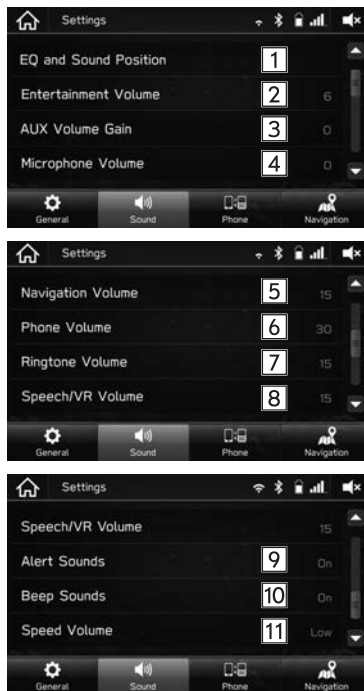 Settings
EQ and Sound Position 1
Entertainment Volume 2 6
AUX Volume Gain 3 0
Microphone Volume 4 0
General Sound Phone Navigation
Settings
Navigation Volume 5 15
Phone Volume 6 30
Ringtone Volume 7 15
Speech/VR Volume 8 15
General Sound Phone Navigation
Settings
Speech/VR Volume 15
Alert Sounds 9 On
Beep Sounds 10 On
Speed Volume 11 Low
General Sound Phone Navigation